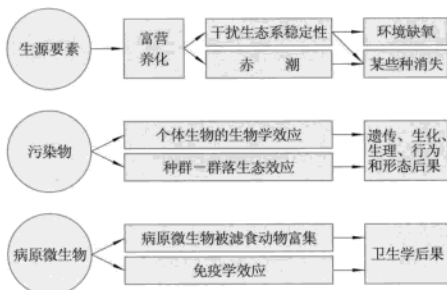 生源要素
富营
养化
干扰生态系稳定性
赤 潮
环境缺氧
某些种消失
污染物
个体生物的生物学效应
种群—群落生态效应
遗传、生化、
生理、行为
和形态后果
病原微生物
病原微生物被滤食动物富集
免疫学效应
卫生学后果